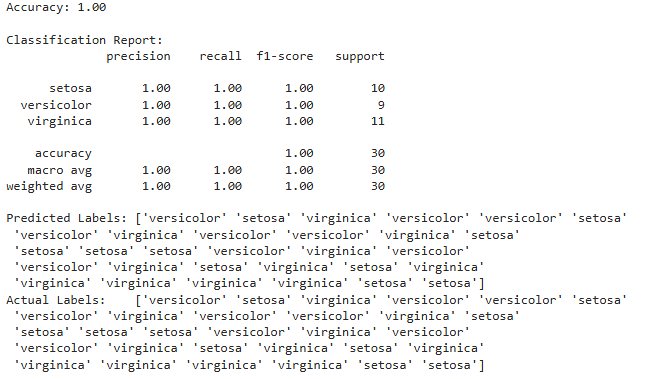 Accuracy: 1.00
Classification Report:
precision recall f1-score support
setosa 1.00 1.00 1.00 10
versicolor 1.00 1.00 1.00 9
virginica 1.00 1.00 1.00 11
accuracy 1.00 30
macro avg 1.00 1.00 1.00 30
weighted avg 1.00 1.00 1.00 30
Predicted Labels: ['versicolor' 'setosa' 'virginica' 'versicolor' 'versicolor' 'setosa'
'versicolor' 'virginica' 'versicolor' 'versicolor' 'virginica' 'setosa'
'setosa' 'setosa' 'setosa' 'versicolor' 'virginica' 'versicolor'
'versicolor' 'virginica' 'setosa' 'virginica' 'setosa' 'virginica'
'virginica' 'virginica' 'virginica' 'virginica' 'setosa' 'setosa']
Actual Labels: ['versicolor' 'setosa' 'virginica' 'versicolor' 'versicolor' 'setosa'
'versicolor' 'virginica' 'versicolor' 'versicolor' 'virginica' 'setosa'
'setosa' 'setosa' 'setosa' 'versicolor' 'virginica' 'versicolor'
'versicolor' 'virginica' 'setosa' 'virginica' 'setosa' 'virginica'
'virginica' 'virginica' 'virginica' 'virginica' 'setosa' 'setosa']